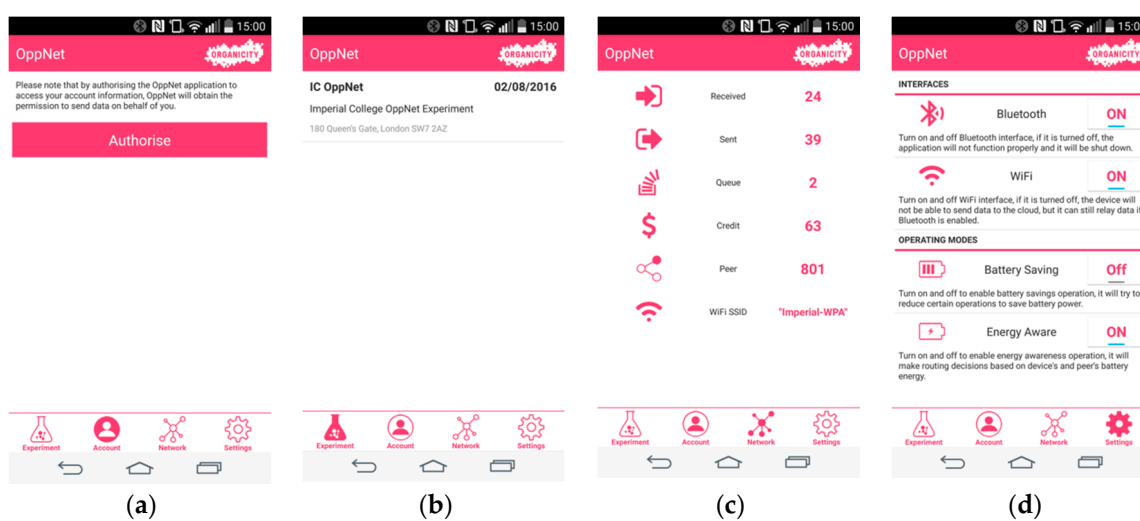 15:00
OppNet
ORGANICITY
Please note that by authorising the OppNet application to
access your account information, OppNet will obtain the
permission to send data on behalf of you.
Authorise
Experiment
Account
Network
Settings
(a)
15:00
OppNet
ORGANICITY
IC OppNet
02/08/2016
Imperial College OppNet Experiment
180 Queen's Gate, London SW7 2AZ
Experiment
Account
Network
Settings
(b)
15:00
OppNet
ORGANICITY
Received
24
Sent
39
Queue
2
Credit
63
Peer
801
WiFi SSID
"Imperial-WPA"
Experiment
Account
Network
Settings
(c)
15:0
OppNet
ORGANICITY
INTERFACES
Bluetooth
ON
Turn on and off Bluetooth interface, if it is turned off, the
application will not function properly and it will be shut down.
WiFi
ON
Turn on and off WiFi interface, if it is turned off, the device will
not be able to send data to the cloud, but it can still relay data if
Bluetooth is enabled.
OPERATING MODES
Battery Saving
Off
Turn on and off to enable battery savings operation, it will try to
reduce certain operations to save battery power.
Energy Aware
ON
Turn on and off to enable energy awareness operation, it will
make routing decisions based on device's and peer's battery
energy.
Experiment
Account
Network
Settings
(d)